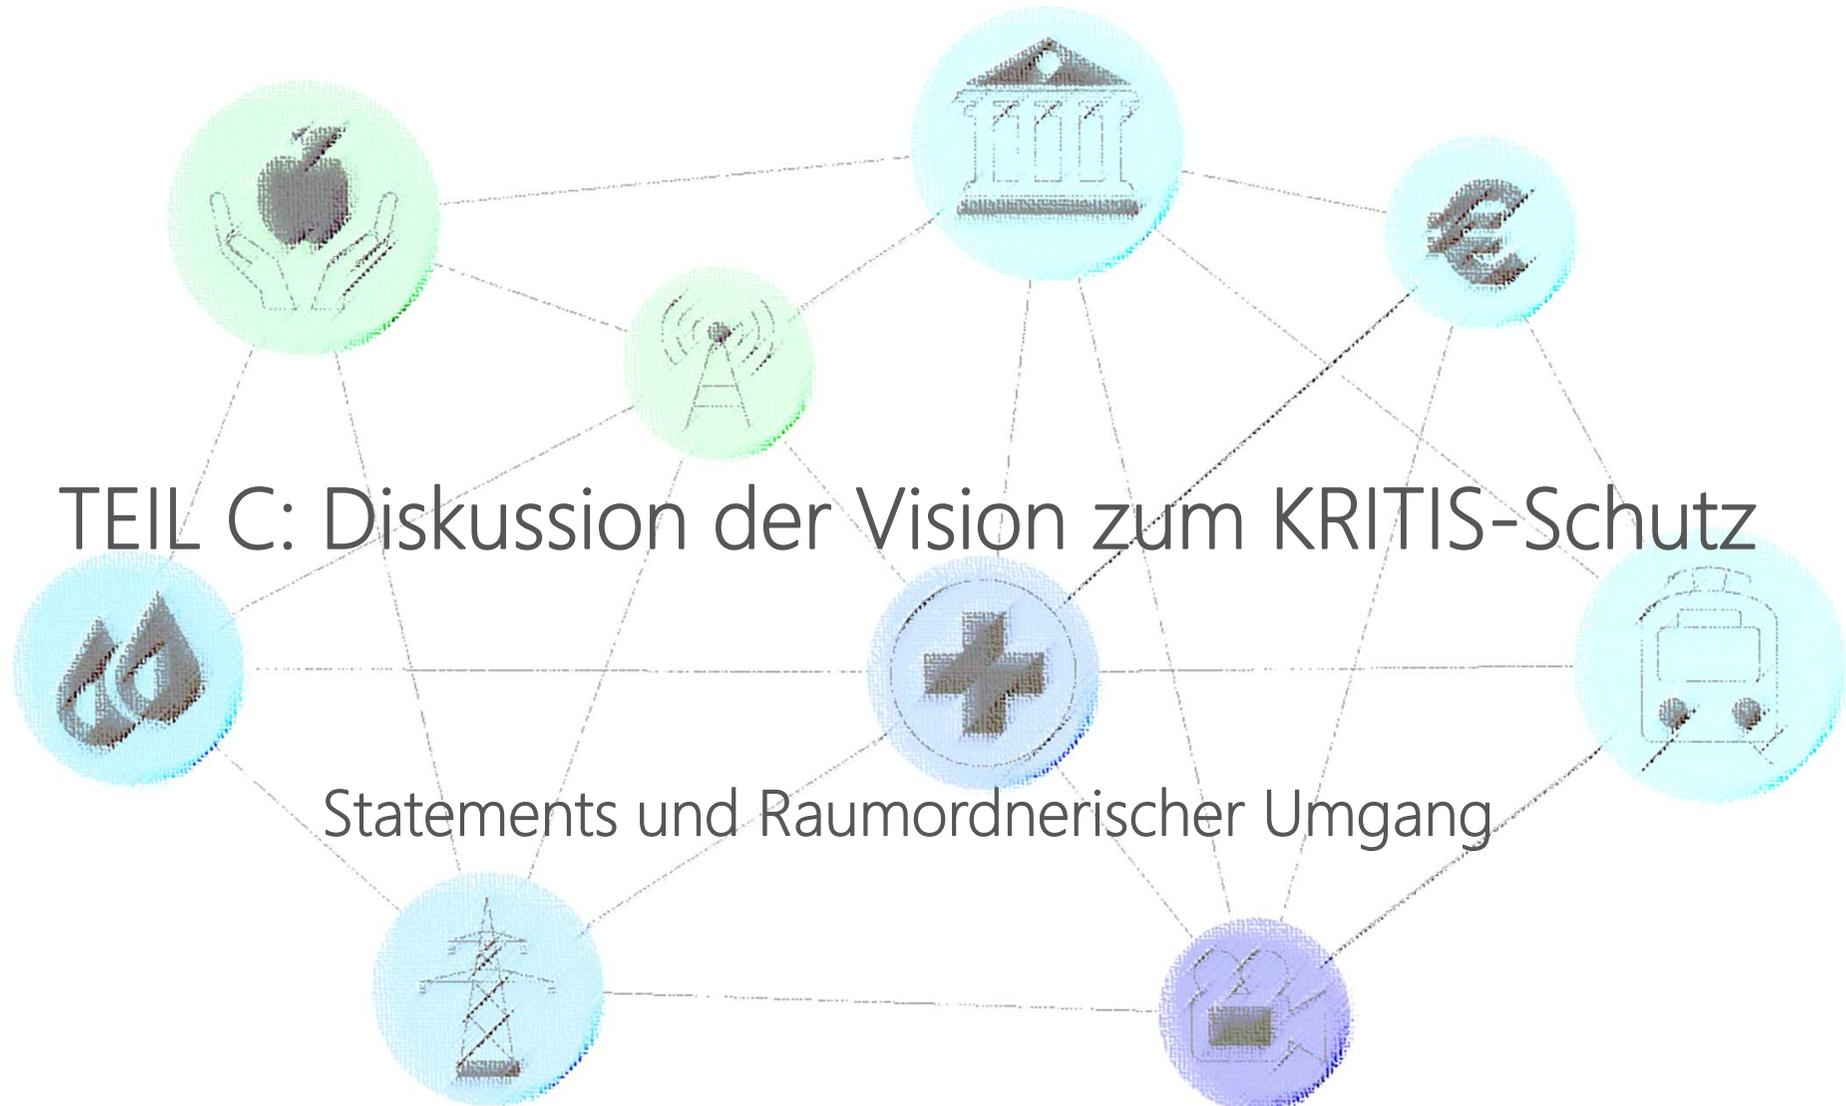 TEIL C: Diskussion der Vision zum KRITIS-Schutz
Statements und Raumordnerischer Umgang